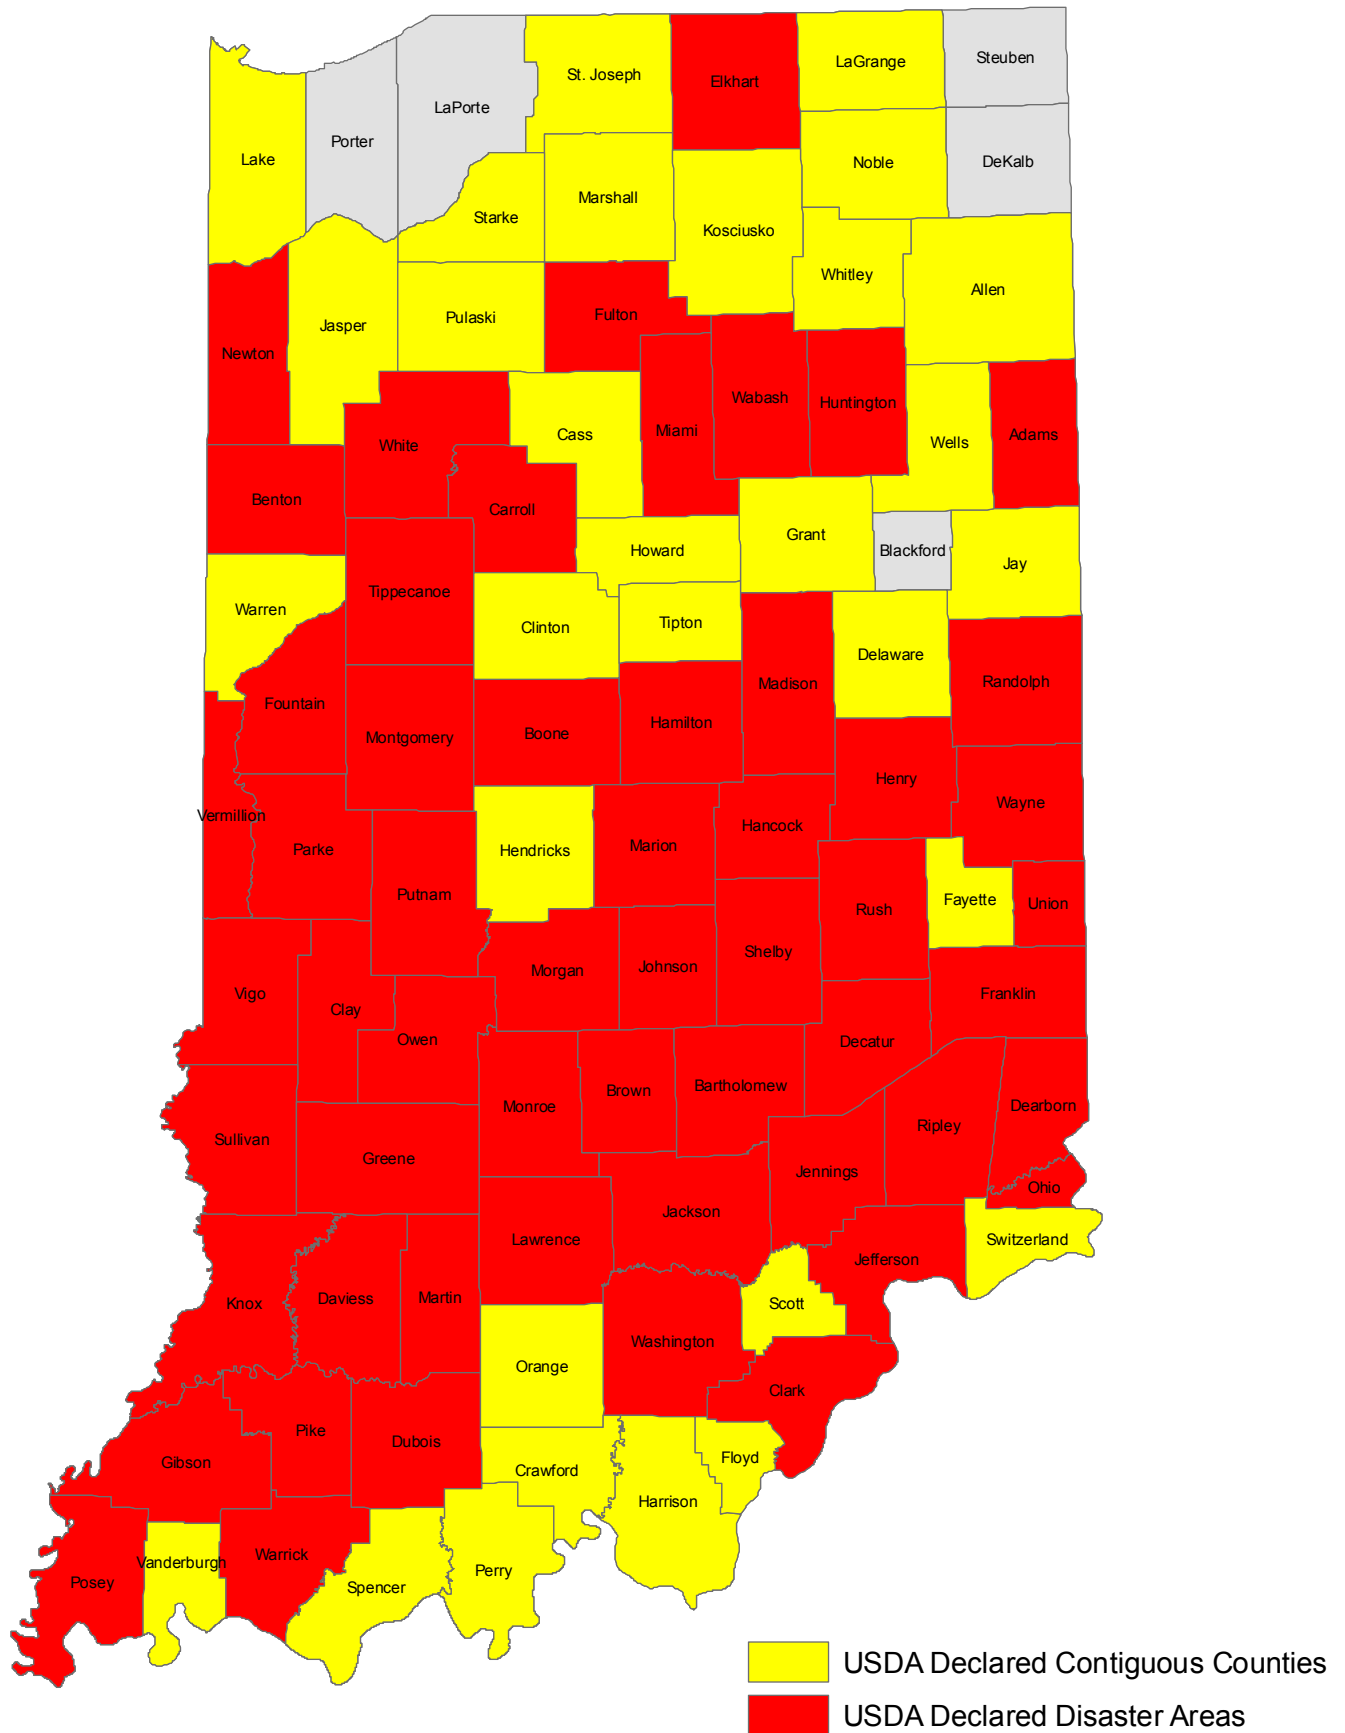 Steuben
LaGrange
St. Joseph
Elkhart
LaPorte
Porter
Lake
DeKalb
Noble
Marshall
Starke
Kosciusko
Whitley
Allen
Fulton
Pulaski
Jasper
Newton
Wabash
Huntington
Miami
Cass
Wells
Adams
White
Benton
Carroll
Grant
Howard
Blackford
Jay
Tippecanoe
Warren
Clinton
Tipton
Delaware
Madison
Randolph
Fountain
Hamilton
Boone
Montgomery
Henry
Wayne
Vermillion
Hancock
Marion
Hendricks
Parke
Putnam
Fayette
Union
Rush
Shelby
Johnson
Morgan
Vigo
Franklin
Clay
Owen
Decatur
Bartholomew
Brown
Monroe
Dearborn
Ripley
Sullivan
Greene
Jennings
Ohio
Jackson
Lawrence
Switzerland
Jefferson
Knox
Daviess
Martin
Scott
Washington
Orange
Clark
Pike
Dubois
Gibson
Floyd
Crawford
Harrison
Warrick
Vanderburgh
Posey
Perry
Spencer
USDA Declared Contiguous Counties
USDA Declared Disaster Areas